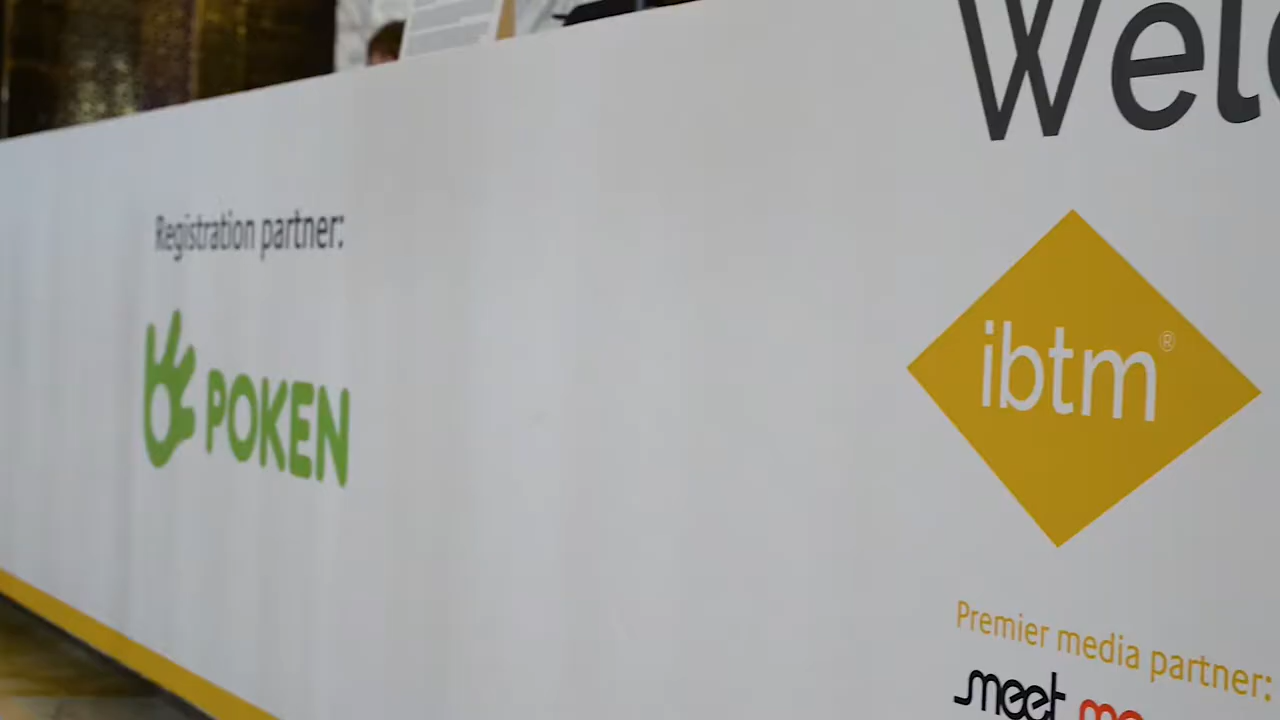 Registration partner:
POKEN
ibtm®
Premier media partner:
meet